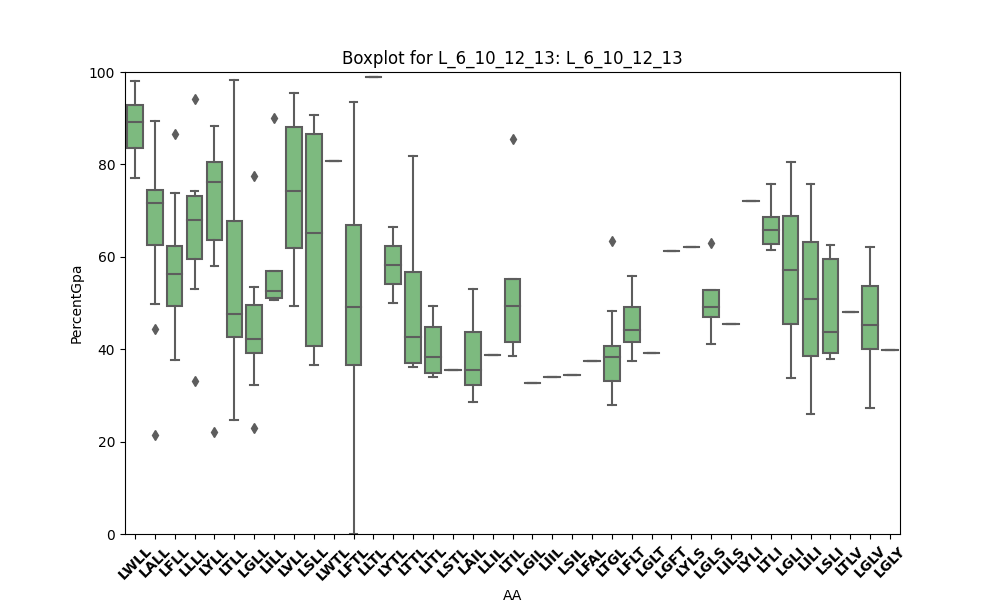 Boxplot for L_6_10_12_13: L_6_10_12_13
100
80
60
40
20
0
PercentGpa
LWLL LALL LFLL LLLL LYLL LTLL LGLL LILL LVLL LSLL LWTL LFTL LLTL LYTL LTTL LITL LSTL LAIL LLIL LTIL LGIL LIIL LSIL LFAL LTGL LFLT LGLT LGFT LYLS LGLS LILS LYLI LTLI LGLI LILI LSLI LTLV LGLV LGLY
AA